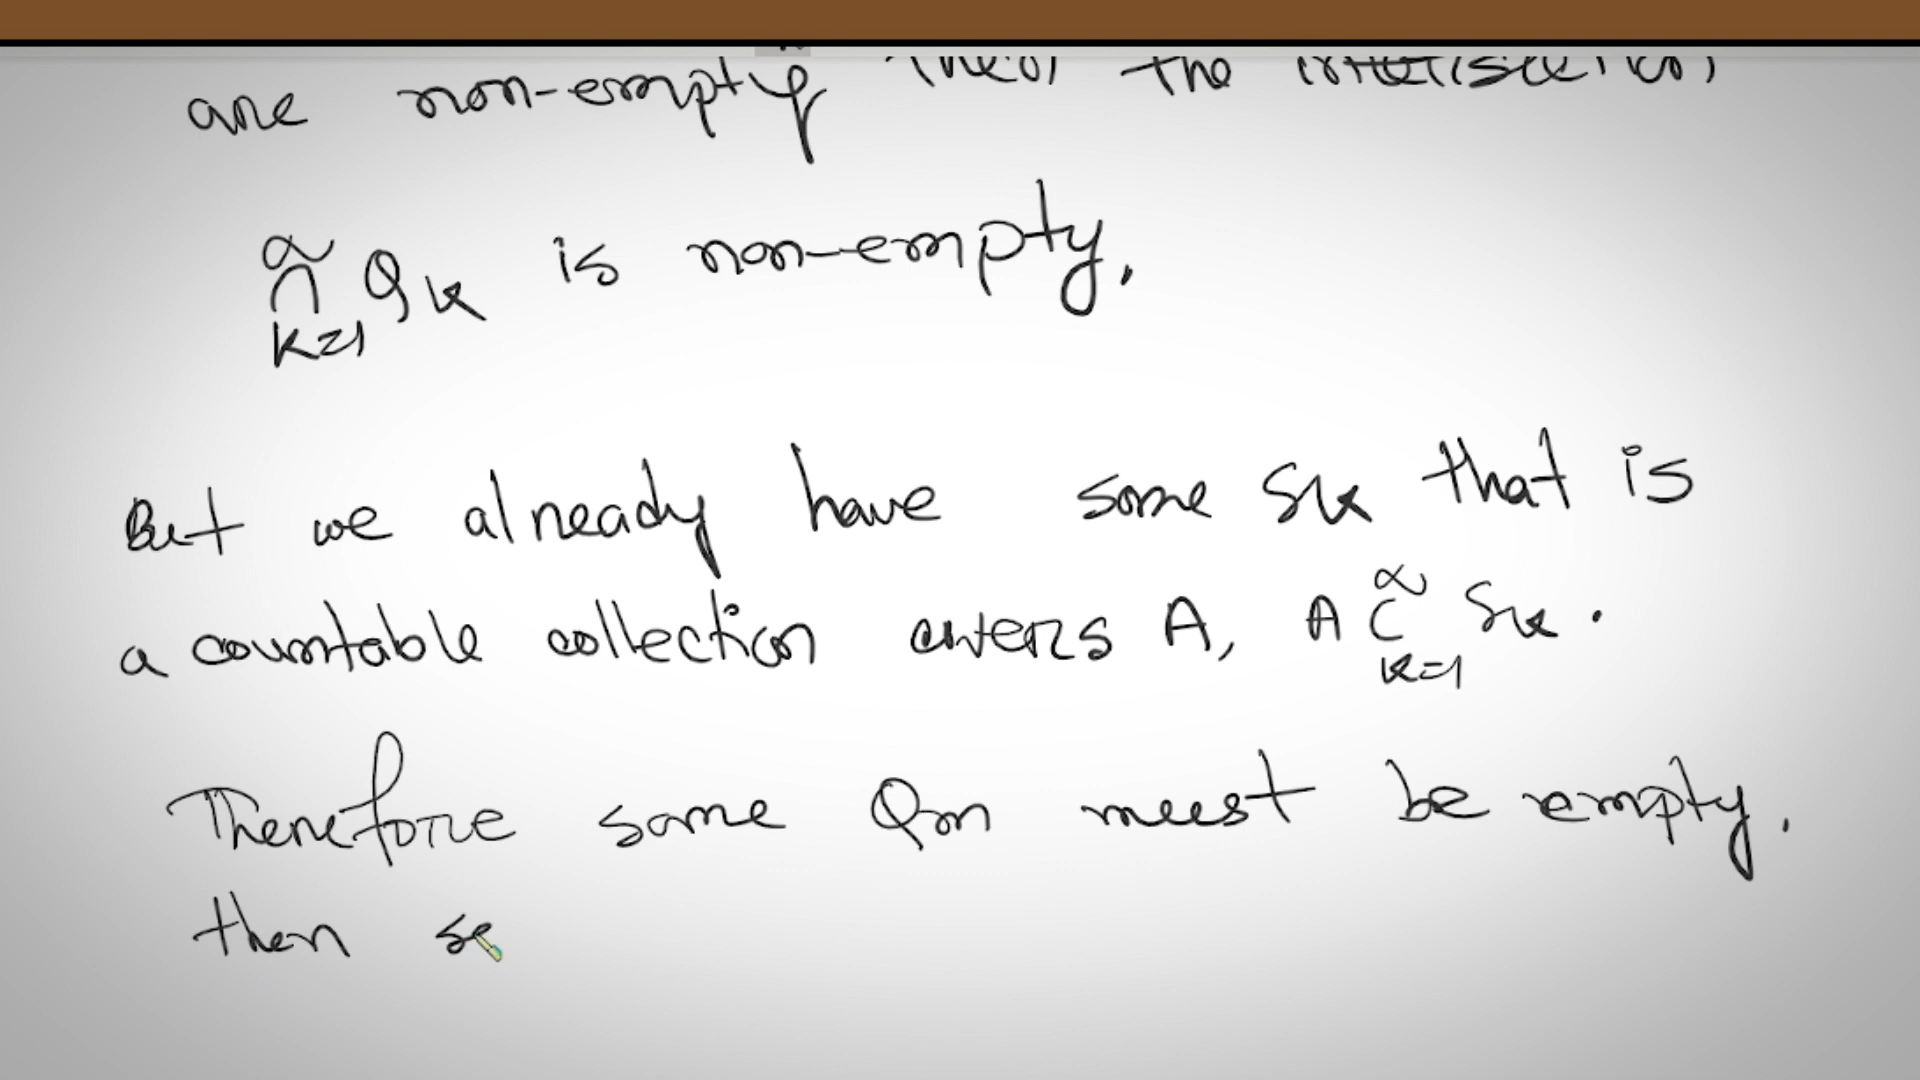 are non-empty then the intersection
∞
∩ Qk is non-empty.
k=1
But we already have some Sk that is
a countable collection covers A, A ⊂ Sk.
∞
k=1
Therefore some Qm must be empty.
then se